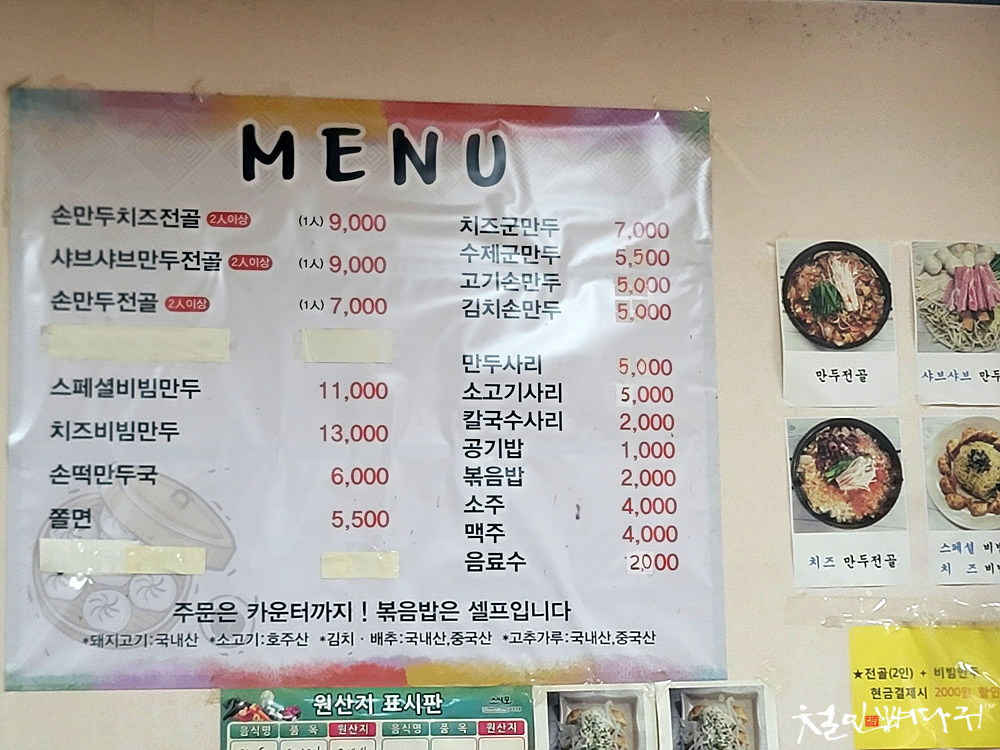 MENU
손만두치즈전골 2人이상 (1人) 9,000
샤브샤브만두전골 2人이상 (1人) 9,000
손만두전골 2人이상 (1人) 7,000
스페셜비빔만두 11,000
치즈비빔만두 13,000
손떡만두국 6,000
쫄면 5,500
치즈군만두 7,000
수제군만두 5,500
고기손만두 5,000
김치손만두 5,000
만두사리 5,000
소고기사리 5,000
칼국수사리 2,000
공기밥 1,000
볶음밥 2,000
소주 4,000
맥주 4,000
음료수 2,000
주문은 카운터까지 ! 볶음밥은 셀프입니다
*돼지고기:국내산 *소고기:호주산 *김치·배추:국내산,중국산 *고추가루:국내산,중국산
만두전골
샤브샤브 만두
치즈 만두전골
스페셜 비빔
치즈 비빔
★전골(2인) + 비빔만두
현금결제시 2000원 할인
원산지 표시판
음식명 품목 원산지 음식명 품목 원산지
철인뼈다귀